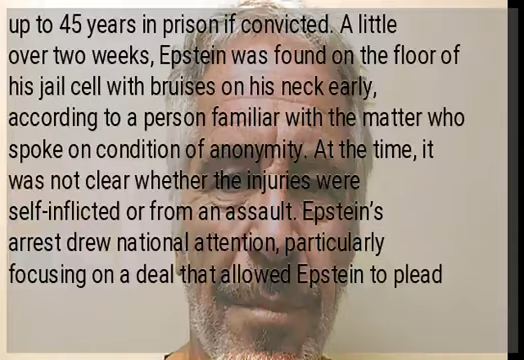 up to 45 years in prison if convicted. A little
over two weeks, Epstein was found on the floor of
his jail cell with bruises on his neck early,
according to a person familiar with the matter who
spoke on condition of anonymity. At the time, it
was not clear whether the injuries were
self-inflicted or from an assault. Epstein’s
arrest drew national attention, particularly
focusing on a deal that allowed Epstein to plead